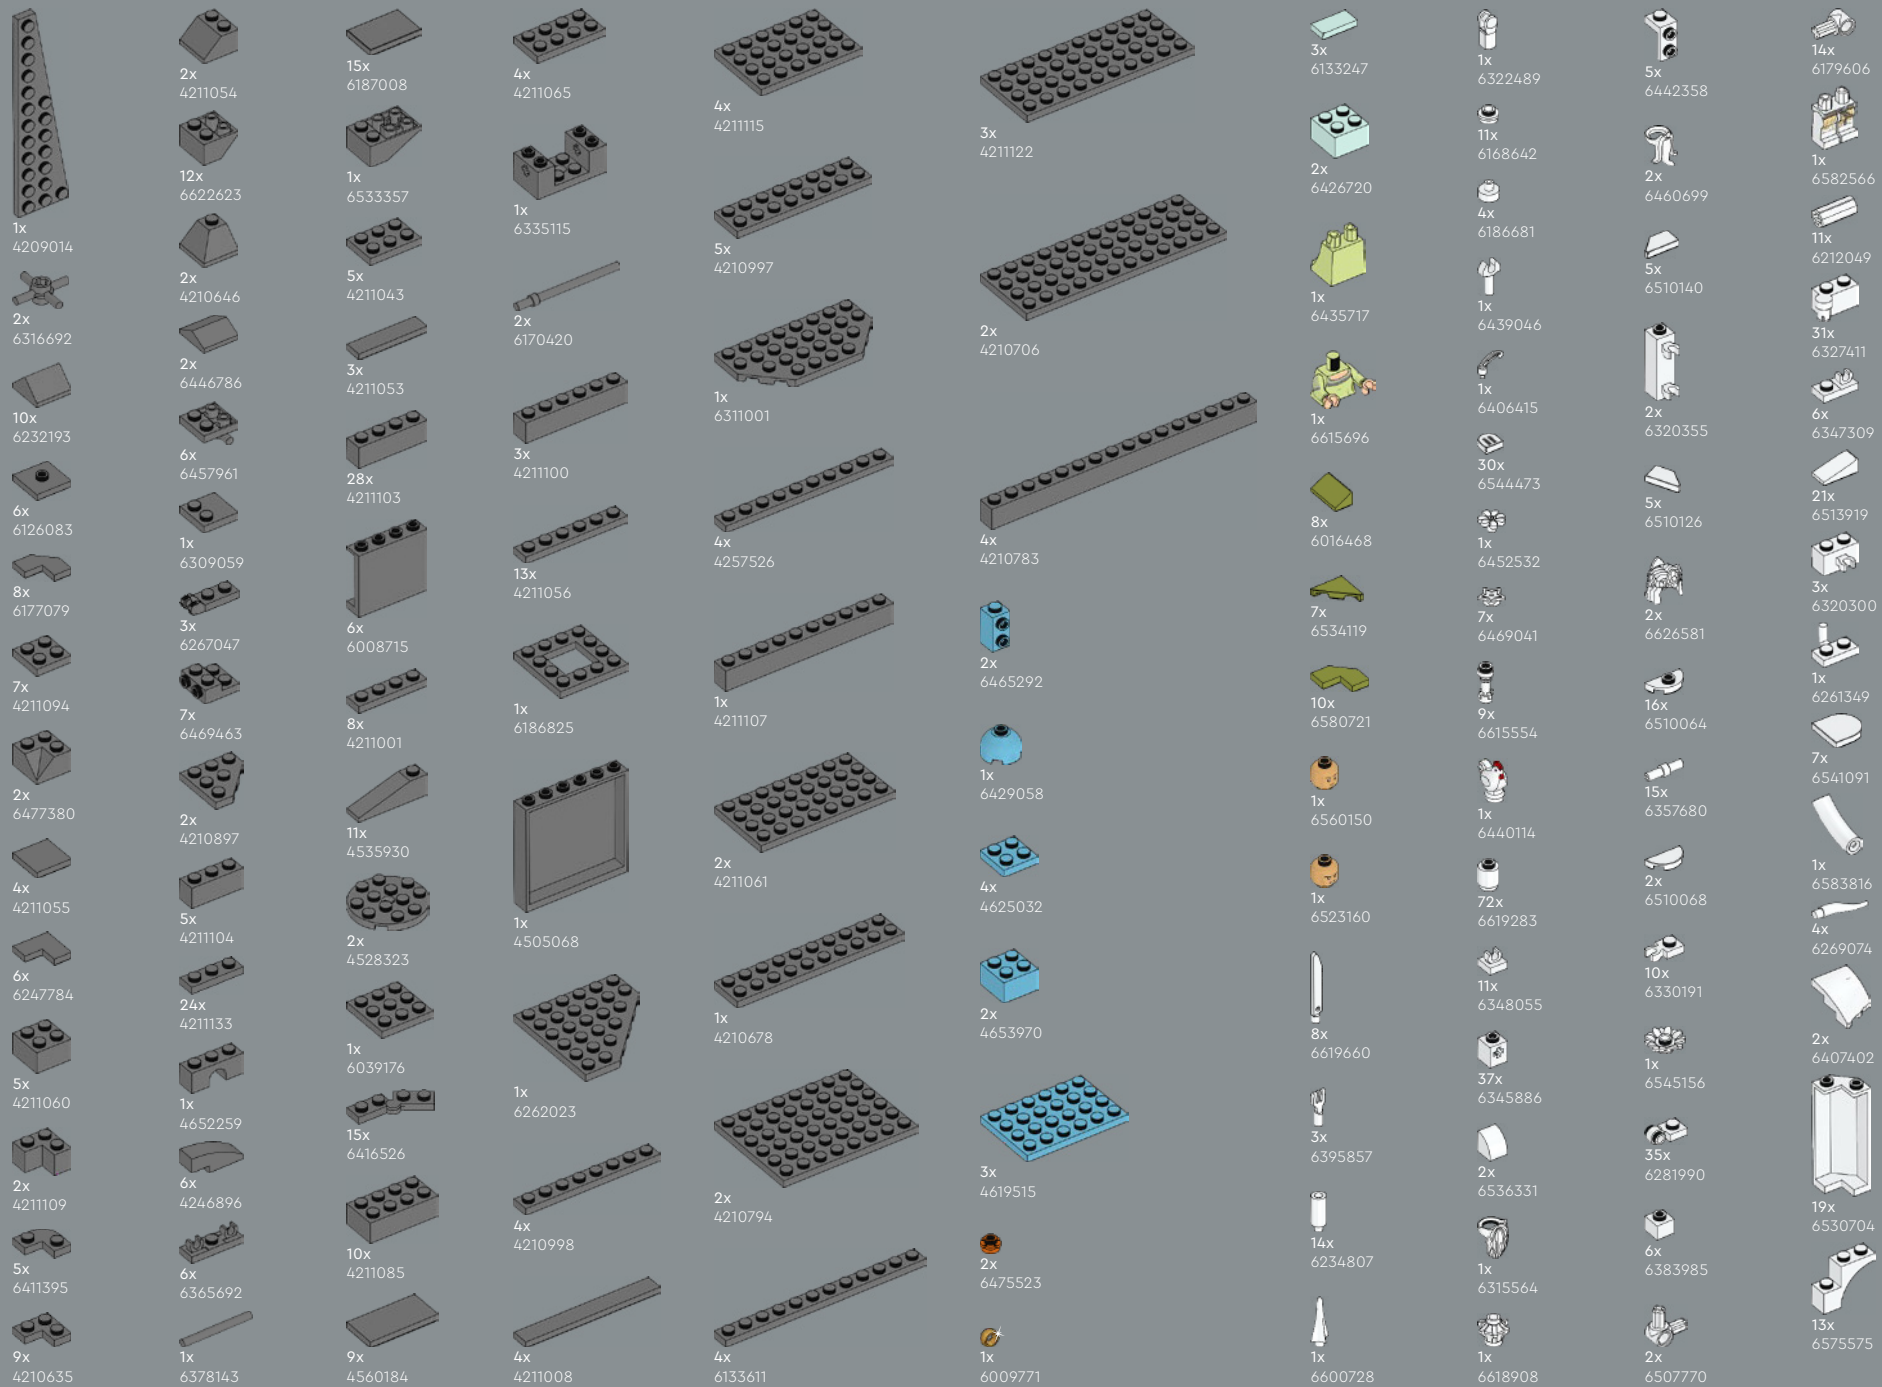 1x
4209014
2x
6316692
10x
6232193
6x
6126083
8x
6177079
7x
4211094
2x
6477380
4x
4211055
6x
6247784
5x
4211060
2x
4211109
5x
6411395
9x
4210635
2x
4211054
12x
6622623
2x
4210646
2x
6446786
6x
6457961
1x
6309059
3x
6267047
7x
6469463
2x
4210897
5x
4211104
24x
4211133
1x
4652259
6x
4246896
6x
6365692
1x
6378143
15x
6187008
1x
6533357
5x
4211043
3x
4211053
28x
4211103
6x
6008715
8x
4211001
11x
4535930
2x
4528323
1x
6039176
15x
6416526
10x
4211085
9x
4560184
4x
4211065
1x
6335115
2x
6170420
3x
4211100
13x
4211056
1x
6186825
1x
4505068
1x
6262023
4x
4210998
4x
4211008
4x
4211115
5x
4210997
1x
6311001
4x
4257526
1x
4211107
2x
4211061
1x
4210678
2x
4210794
4x
6133611
3x
4211122
2x
4210706
4x
4210783
2x
6465292
1x
6429058
4x
4625032
2x
4653970
3x
4619515
2x
6475523
1x
6009771
3x
6133247
2x
6426720
1x
6435717
1x
6615696
8x
6016468
7x
6534119
10x
6580721
1x
6560150
1x
6523160
8x
6619660
3x
6395857
14x
6234807
1x
6600728
1x
6322489
11x
6168642
4x
6186681
1x
6439046
1x
6406415
30x
6544473
1x
6452532
7x
6469041
9x
6615554
1x
6440114
72x
6619283
11x
6348055
37x
6345886
2x
6536331
1x
6315564
1x
6618908
5x
6442358
2x
6460699
5x
6510140
2x
6320355
5x
6510126
2x
6626581
16x
6510064
15x
6357680
2x
6510068
10x
6330191
1x
6545156
35x
6281990
6x
6383985
2x
6507770
14x
6179606
1x
6582566
11x
6212049
31x
6327411
6x
6347309
21x
6513919
3x
6320300
1x
6261349
7x
6541091
1x
6583816
4x
6269074
2x
6407402
19x
6530704
13x
6575575